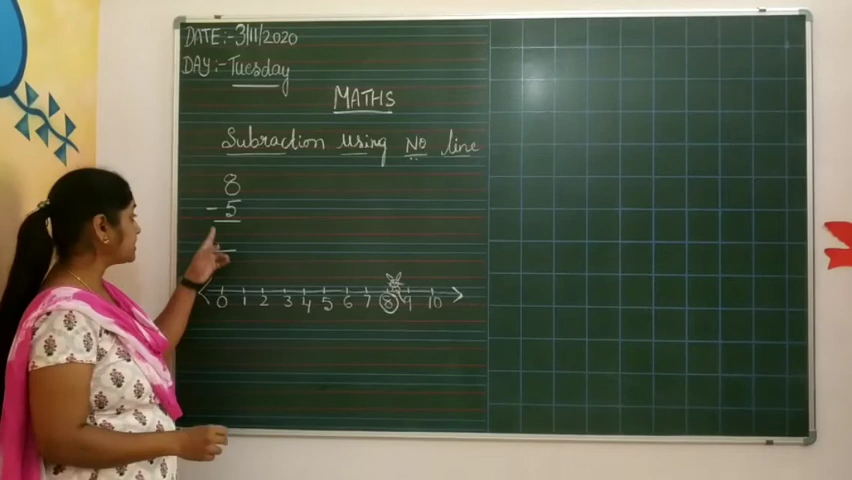 DATE:-3/11/2020
DAY:-Tuesday
MATHS
Subraction using No line
8
- 5
0 1 2 3 4 5 6 7 8 9 10